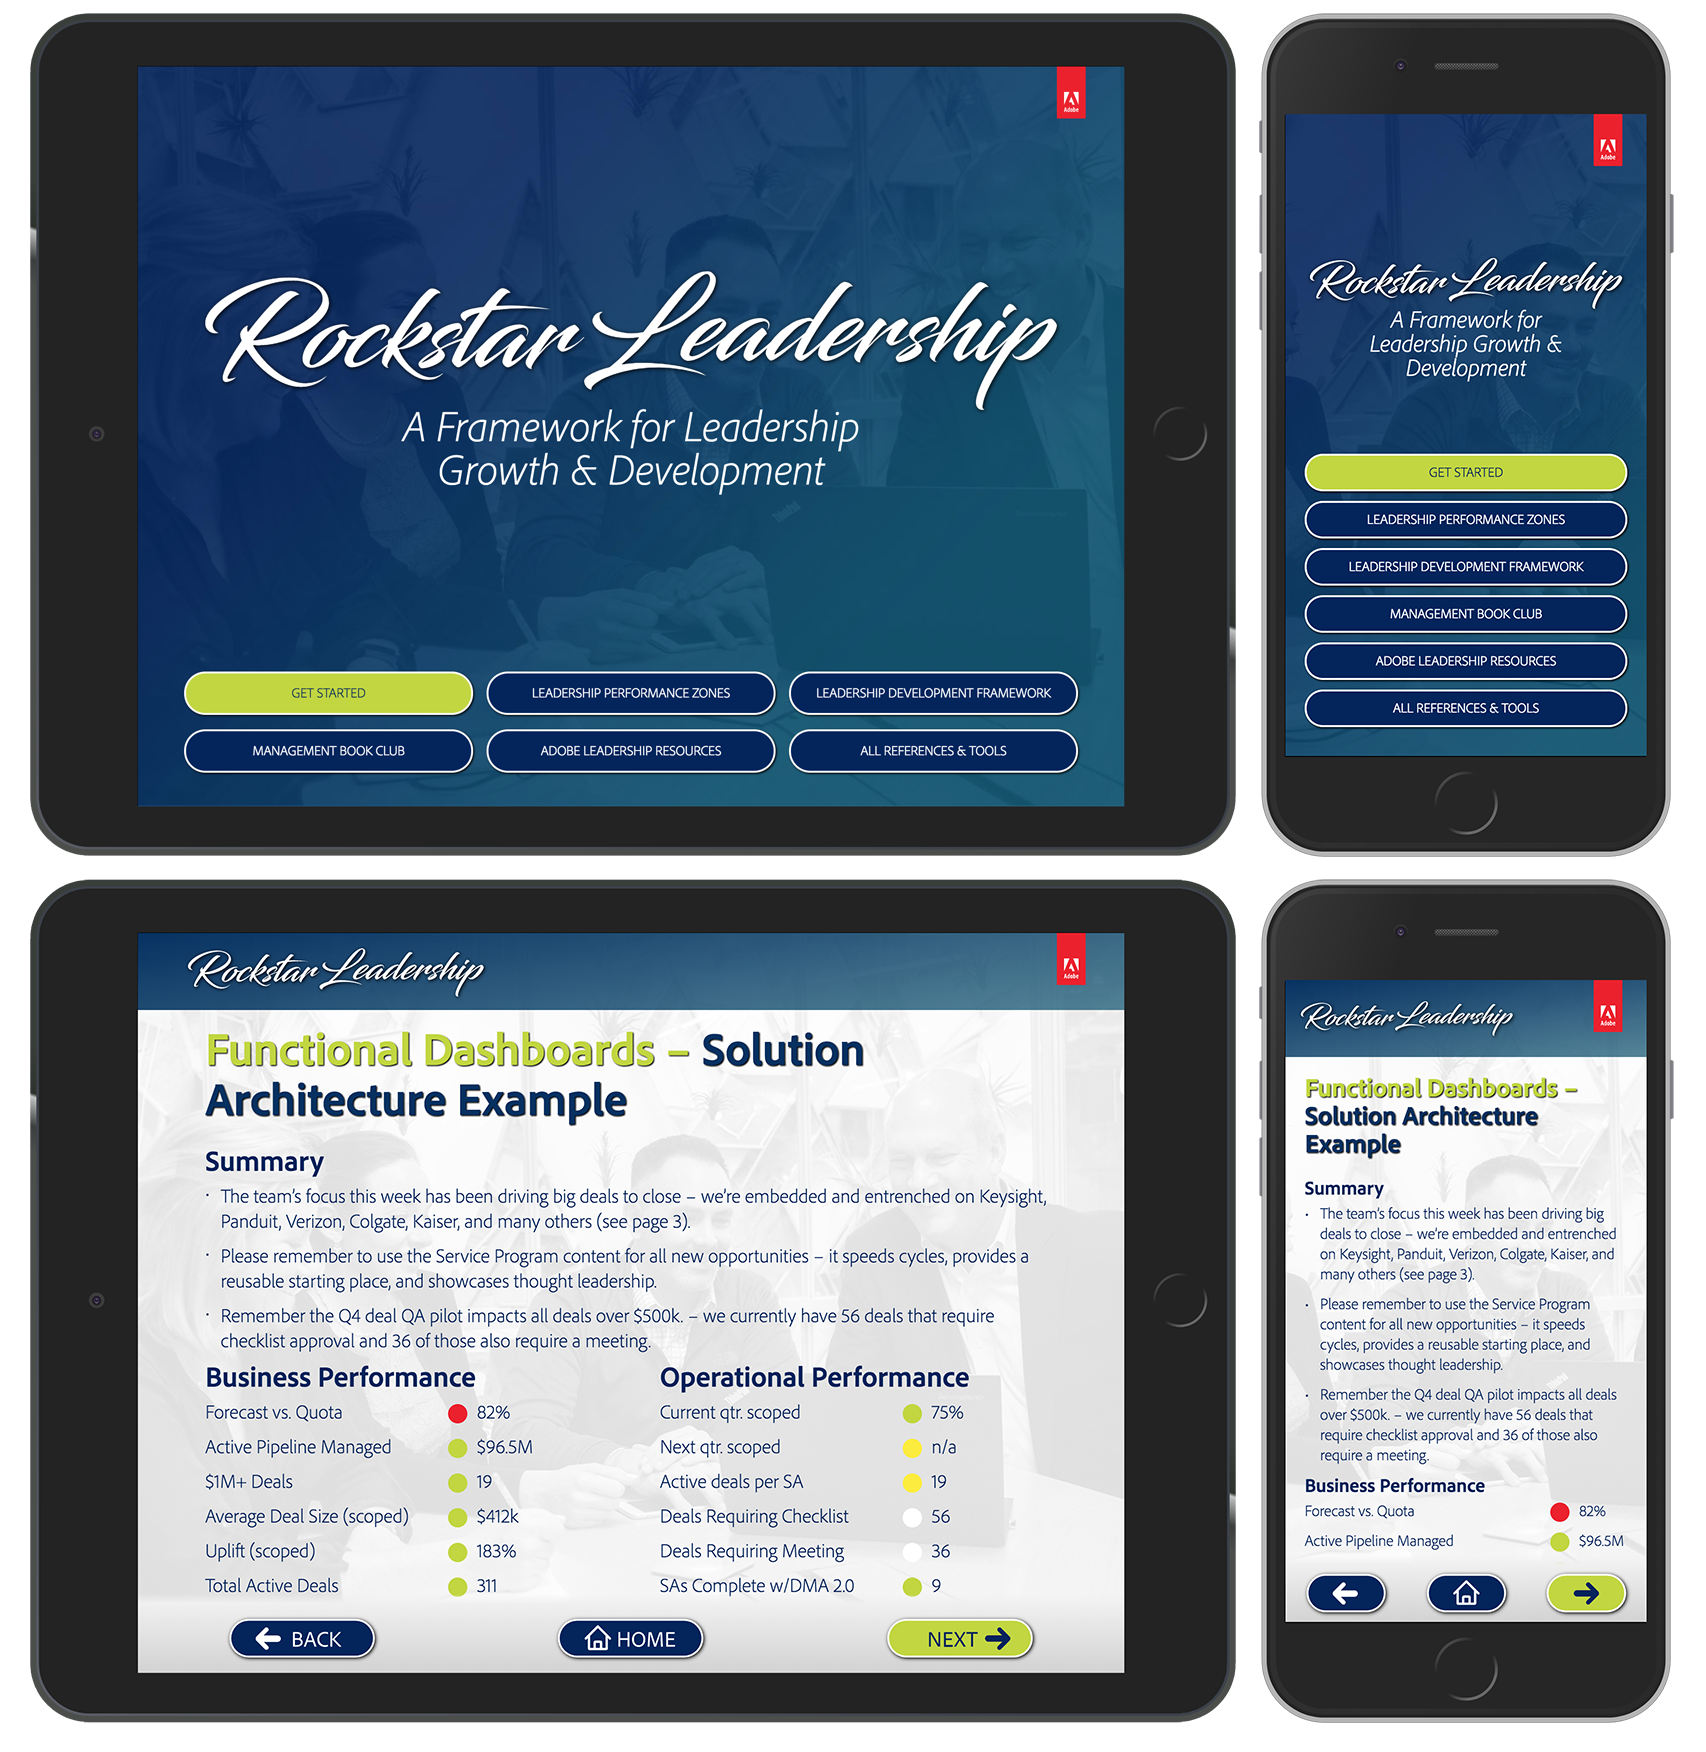 Adobe
Rockstar Leadership
A Framework for Leadership
Growth & Development
GET STARTED
LEADERSHIP PERFORMANCE ZONES
LEADERSHIP DEVELOPMENT FRAMEWORK
MANAGEMENT BOOK CLUB
ADOBE LEADERSHIP RESOURCES
ALL REFERENCES & TOOLS
Adobe
Rockstar Leadership
A Framework for
Leadership Growth &
Development
GET STARTED
LEADERSHIP PERFORMANCE ZONES
LEADERSHIP DEVELOPMENT FRAMEWORK
MANAGEMENT BOOK CLUB
ADOBE LEADERSHIP RESOURCES
ALL REFERENCES & TOOLS
Rockstar Leadership
Adobe
Functional Dashboards – Solution
Architecture Example
Summary
· The team's focus this week has been driving big deals to close – we're embedded and entrenched on Keysight,
Panduit, Verizon, Colgate, Kaiser, and many others (see page 3).
· Please remember to use the Service Program content for all new opportunities – it speeds cycles, provides a
reusable starting place, and showcases thought leadership.
· Remember the Q4 deal QA pilot impacts all deals over $500k. – we currently have 56 deals that require
checklist approval and 36 of those also require a meeting.
Business Performance
Forecast vs. Quota 82%
Active Pipeline Managed $96.5M
$1M+ Deals 19
Average Deal Size (scoped) $412k
Uplift (scoped) 183%
Total Active Deals 311
Operational Performance
Current qtr. scoped 75%
Next qtr. scoped n/a
Active deals per SA 19
Deals Requiring Checklist 56
Deals Requiring Meeting 36
SAs Complete w/DMA 2.0 9
BACK
HOME
NEXT
Rockstar Leadership
Adobe
Functional Dashboards –
Solution Architecture
Example
Summary
· The team's focus this week has been driving big
deals to close – we're embedded and entrenched
on Keysight, Panduit, Verizon, Colgate, Kaiser, and
many others (see page 3).
· Please remember to use the Service Program
content for all new opportunities – it speeds
cycles, provides a reusable starting place, and
showcases thought leadership.
· Remember the Q4 deal QA pilot impacts all deals
over $500k. – we currently have 56 deals that
require checklist approval and 36 of those also
require a meeting.
Business Performance
Forecast vs. Quota 82%
Active Pipeline Managed $96.5M